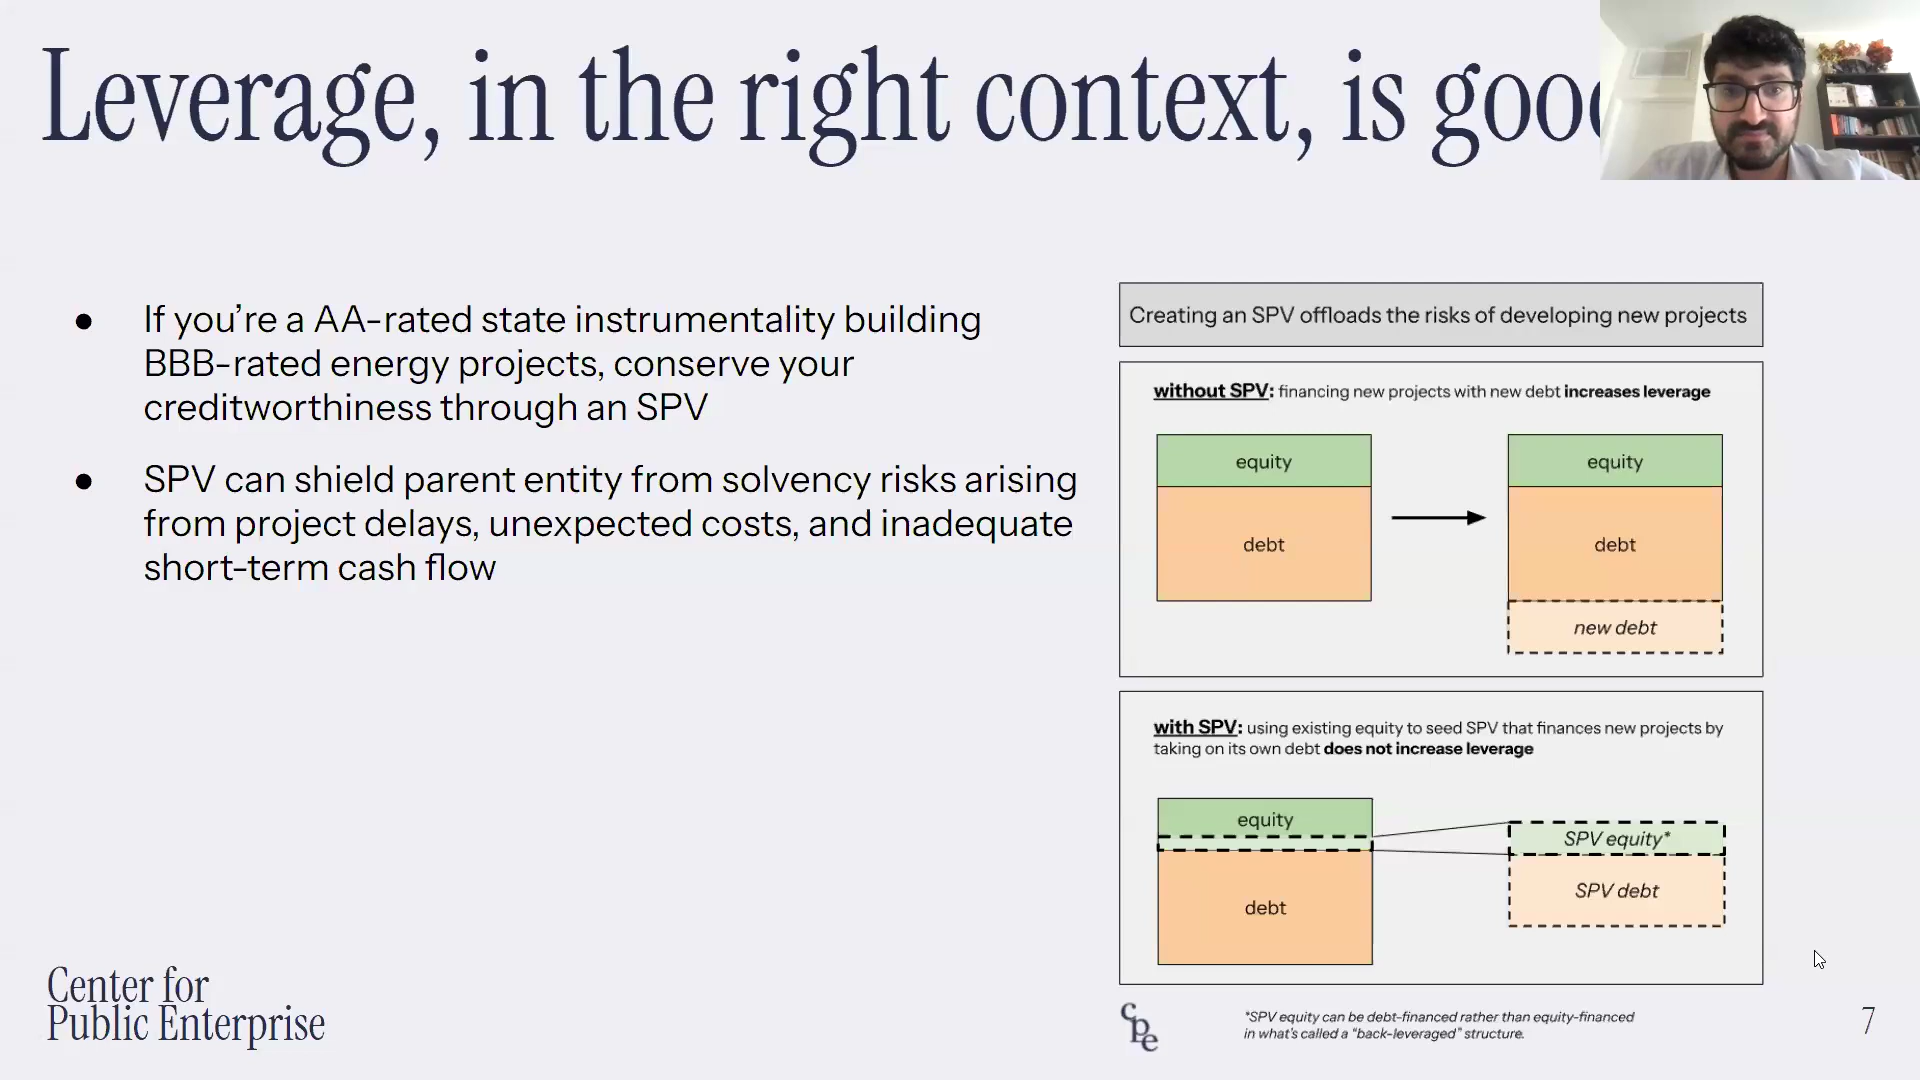 Leverage, in the right context, is good
If you’re a AA-rated state instrumentality building
BBB-rated energy projects, conserve your
creditworthiness through an SPV
SPV can shield parent entity from solvency risks arising
from project delays, unexpected costs, and inadequate
short-term cash flow
Creating an SPV offloads the risks of developing new projects
without SPV: financing new projects with new debt increases leverage
equity
equity
debt
debt
new debt
with SPV: using existing equity to seed SPV that finances new projects by
taking on its own debt does not increase leverage
equity
SPV equity*
SPV debt
debt
Center for
Public Enterprise
cpe
*SPV equity can be debt-financed rather than equity-financed
in what’s called a “back-leveraged” structure.
7